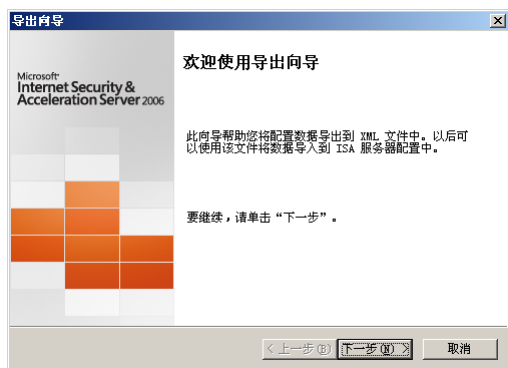 导出向导
欢迎使用导出向导
Microsoft
Internet Security &
Acceleration Server 2006
此向导帮助您将配置数据导出到 XML 文件中。以后可
以使用该文件将数据导入到 ISA 服务器配置中。
要继续，请单击“下一步”。
< 上一步(B) 下一步(N) > 取消